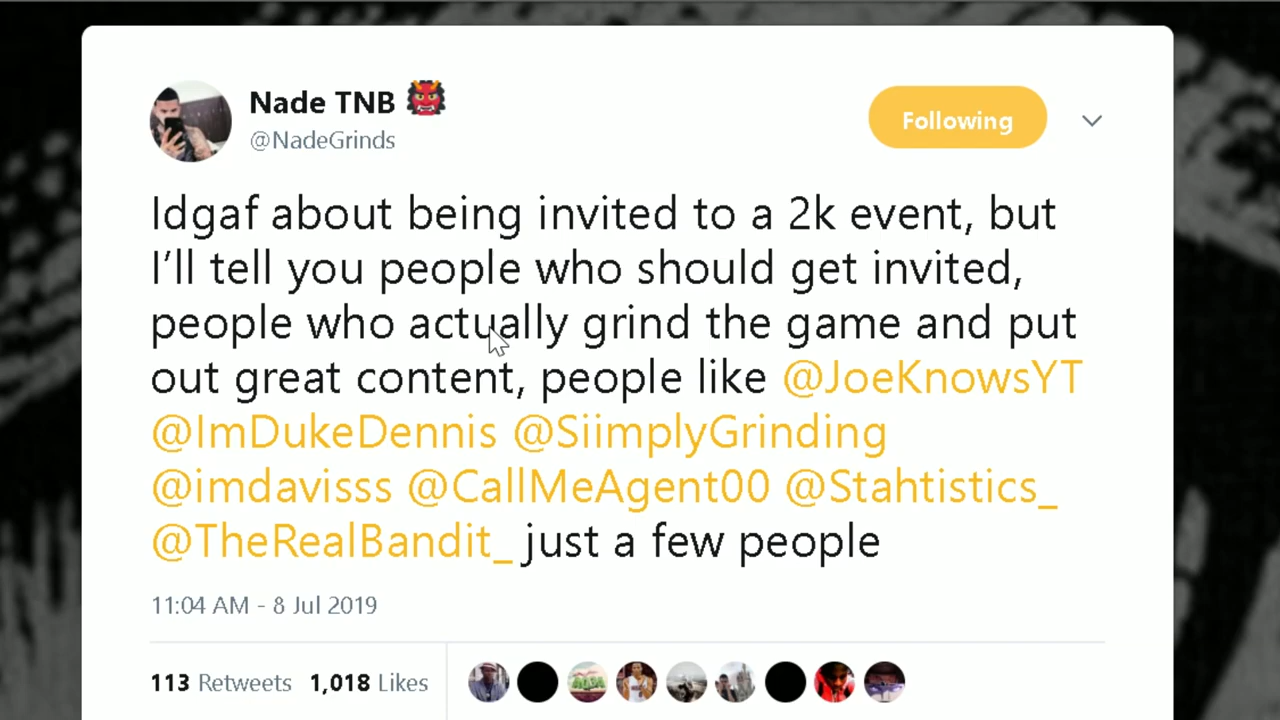 Nade TNB 👹
@NadeGrinds
Following
Idgaf about being invited to a 2k event, but
I’ll tell you people who should get invited,
people who actually grind the game and put
out great content, people like @JoeKnowsYT
@ImDukeDennis @SiimplyGrinding
@imdavisss @CallMeAgent00 @Stahtistics_
@TheRealBandit_ just a few people
11:04 AM - 8 Jul 2019
113 Retweets 1,018 Likes